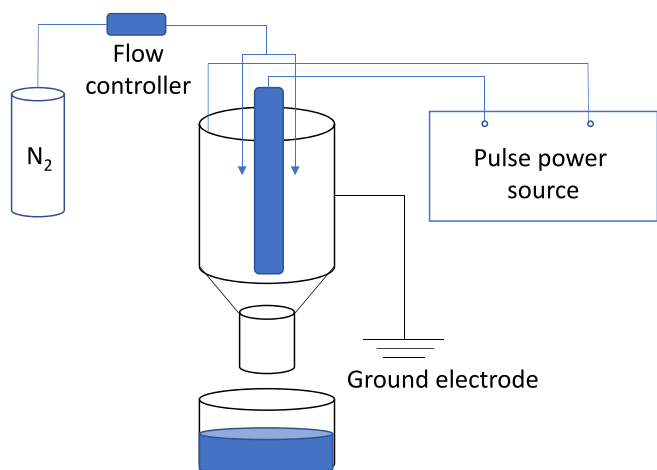 Flow
controller
N₂
Pulse power
source
Ground electrode